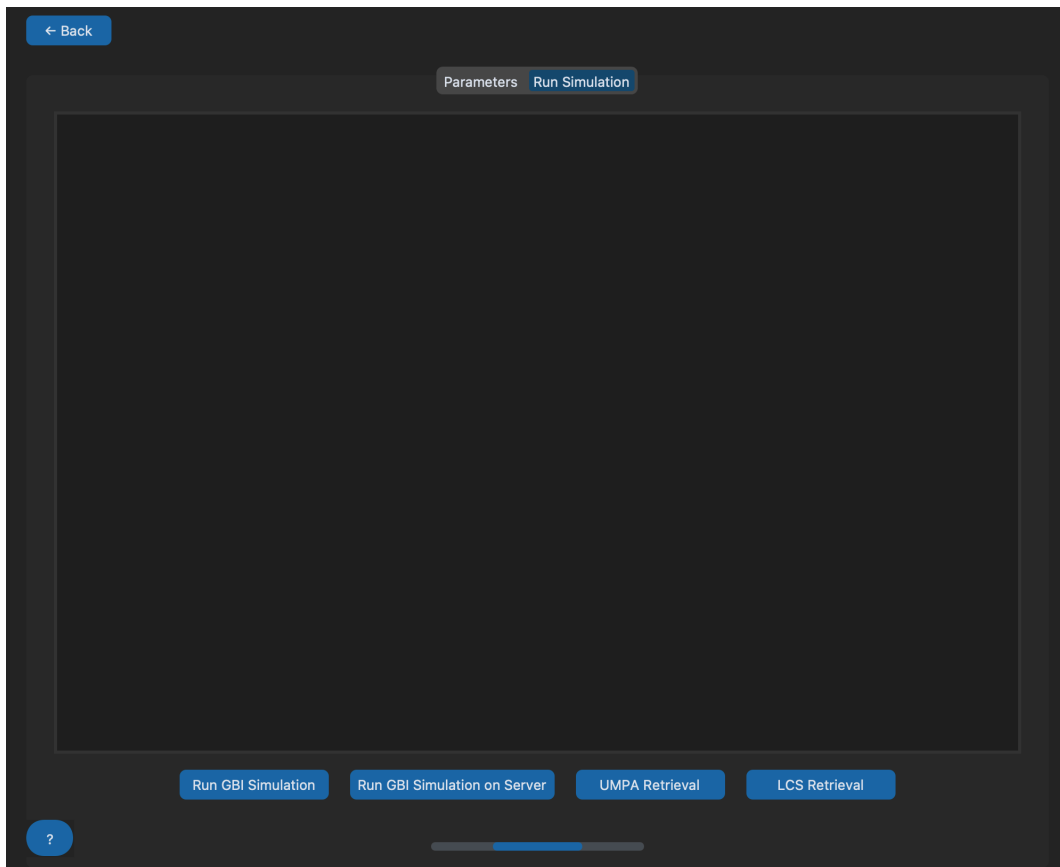 ← Back
Parameters Run Simulation
Run GBI Simulation Run GBI Simulation on Server UMPA Retrieval LCS Retrieval
?